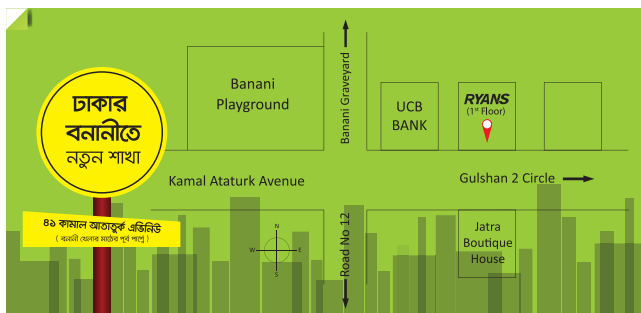 ঢাকার
বনানীতে
নতুন শাখা
৪১ কামাল আতাতুর্ক এভিনিউ
( বনানী খেলার মাঠের পূর্ব পার্শ্বে )
Banani
Playground
Banani Graveyard
UCB
BANK
RYANS
(1st Floor)
Kamal Ataturk Avenue
Gulshan 2 Circle
N
W
E
S
Road No 12
Jatra
Boutique
House